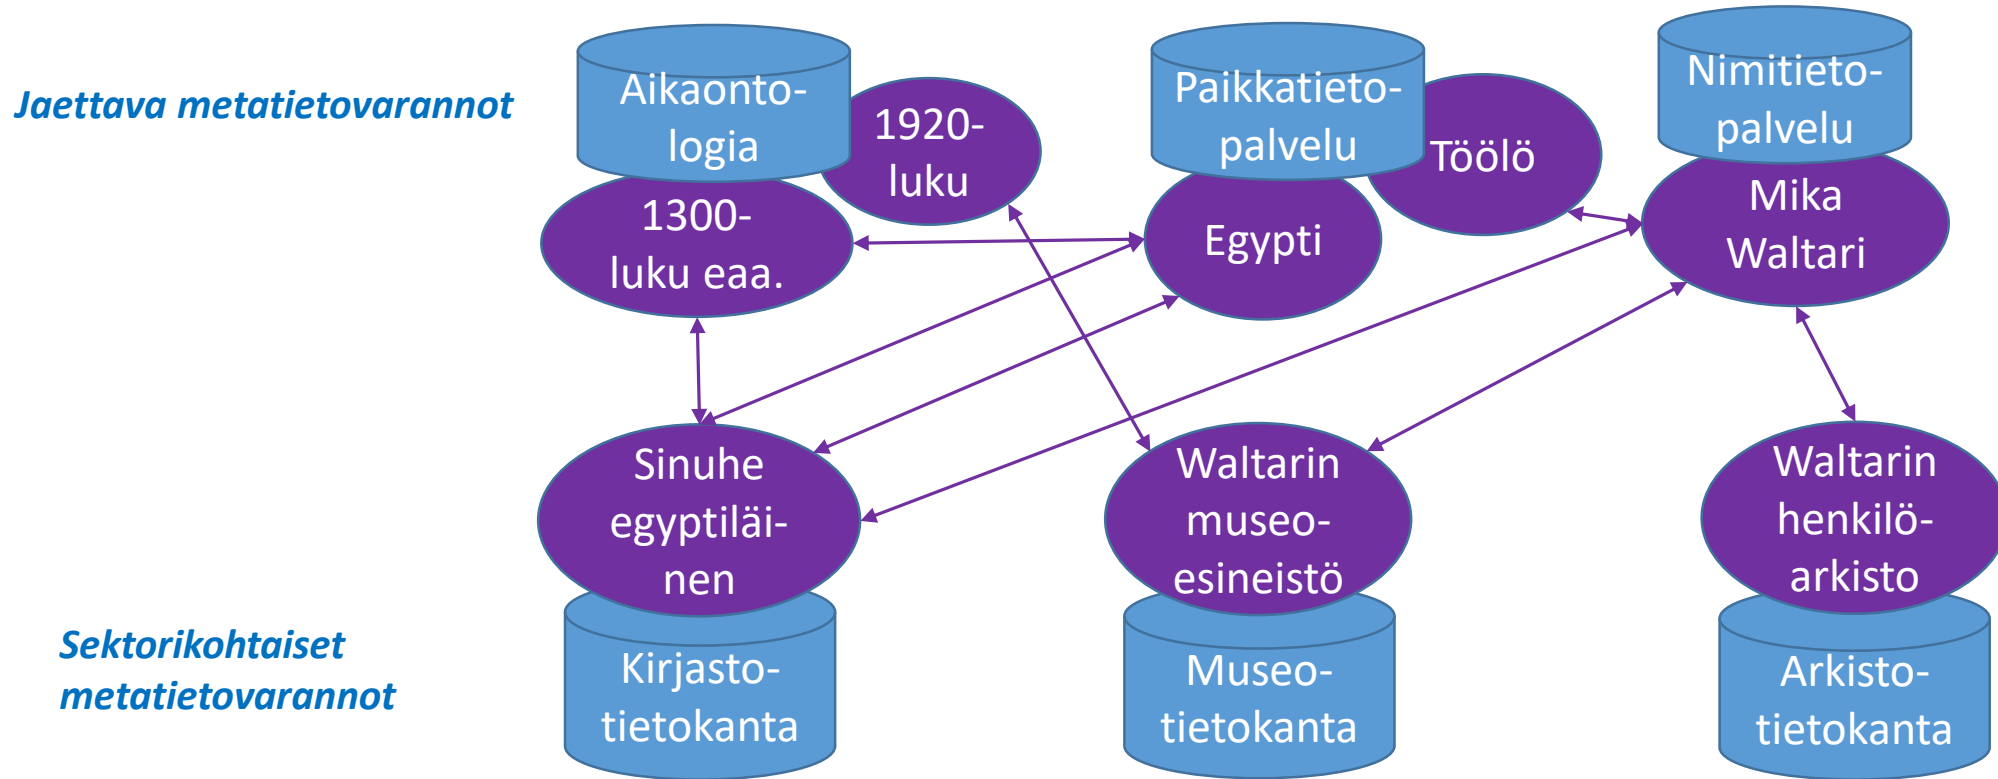 Jaettava metatietovarannot
Aikaonto-
logia
1920-
luku
1300-
luku eaa.
Paikkatieto-
palvelu
Töölö
Egypti
Nimitieto-
palvelu
Mika
Waltari
Sinuhe
egyptiläi-
nen
Waltarin
museo-
esineistö
Waltarin
henkilö-
arkisto
Sektorikohtaiset
metatietovarannot
Kirjasto-
tietokanta
Museo-
tietokanta
Arkisto-
tietokanta